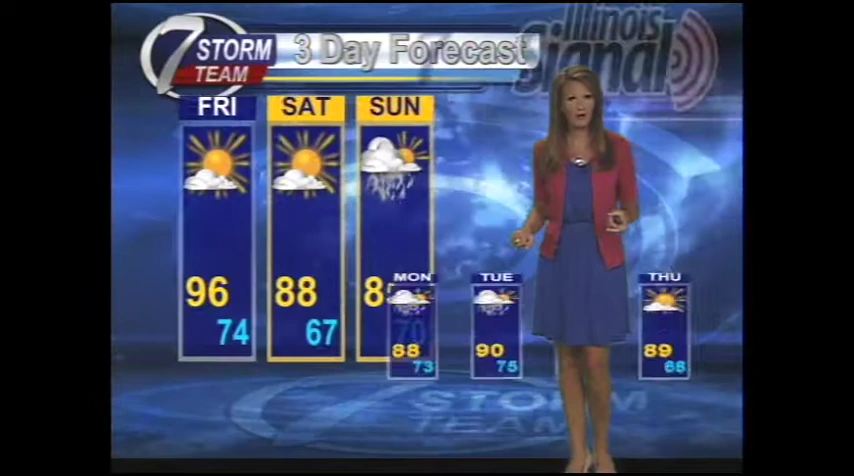 7 STORM TEAM
3 Day Forecast
Illinois
signal
FRI SAT SUN
96 88
74 67 70
MON TUE THU
88 90 89
73 75 68
STORM
TEAM